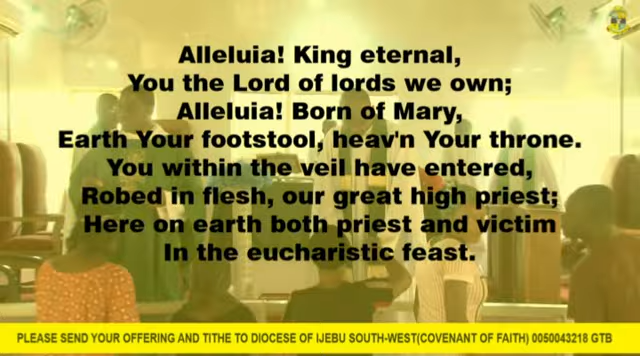 Alleluia! King eternal,
You the Lord of lords we own;
Alleluia! Born of Mary,
Earth Your footstool, heav'n Your throne.
You within the veil have entered,
Robed in flesh, our great high priest;
Here on earth both priest and victim
In the eucharistic feast.
PLEASE SEND YOUR OFFERING AND TITHE TO DIOCESE OF IJEBU SOUTH-WEST(COVENANT OF FAITH) 0050043218 GTB